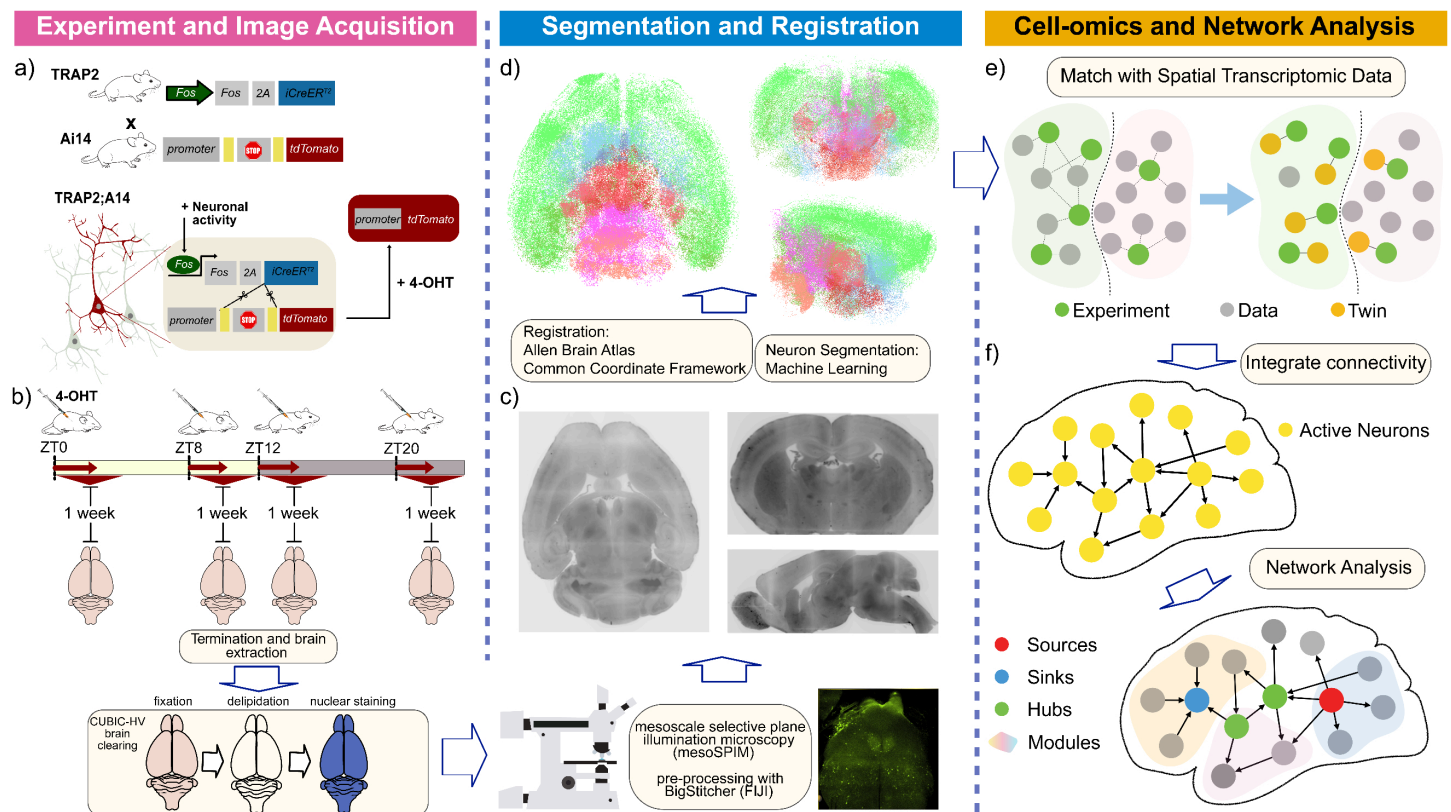 Experiment and Image Acquisition
a)
TRAP2
Fos
Fos
2A
iCreERT2
x
Ai14
promoter
STOP
tdTomato
TRAP2;A14
+ Neuronal
activity
Fos
Fos
2A
iCreERT2
promoter
STOP
tdTomato
promoter
tdTomato
+ 4-OHT
b)
4-OHT
ZT0
ZT8
ZT12
ZT20
1 week
1 week
1 week
1 week
Termination and brain
extraction
fixation
delipidation
nuclear staining
CUBIC-HV
brain
clearing
Segmentation and Registration
d)
Registration:
Allen Brain Atlas
Common Coordinate Framework
Neuron Segmentation:
Machine Learning
c)
mesoscale selective plane
illumination microscopy
(mesoSPIM)
pre-processing with
BigStitcher (FIJI)
Cell-omics and Network Analysis
e)
Match with Spatial Transcriptomic Data
Experiment
Data
Twin
f)
Integrate connectivity
Active Neurons
Network Analysis
Sources
Sinks
Hubs
Modules